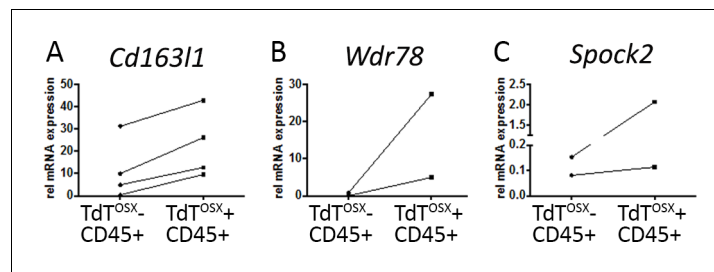 A Cd163l1
rel mRNA expression
50
40
30
20
10
0
TdTOSX- TdTOSX+
CD45+ CD45+
B Wdr78
rel mRNA expression
30
20
10
0
TdTOSX- TdTOSX+
CD45+ CD45+
C Spock2
rel mRNA expression
2.5
2.0
1.5
0.2
0.1
0.0
TdTOSX- TdTOSX+
CD45+ CD45+